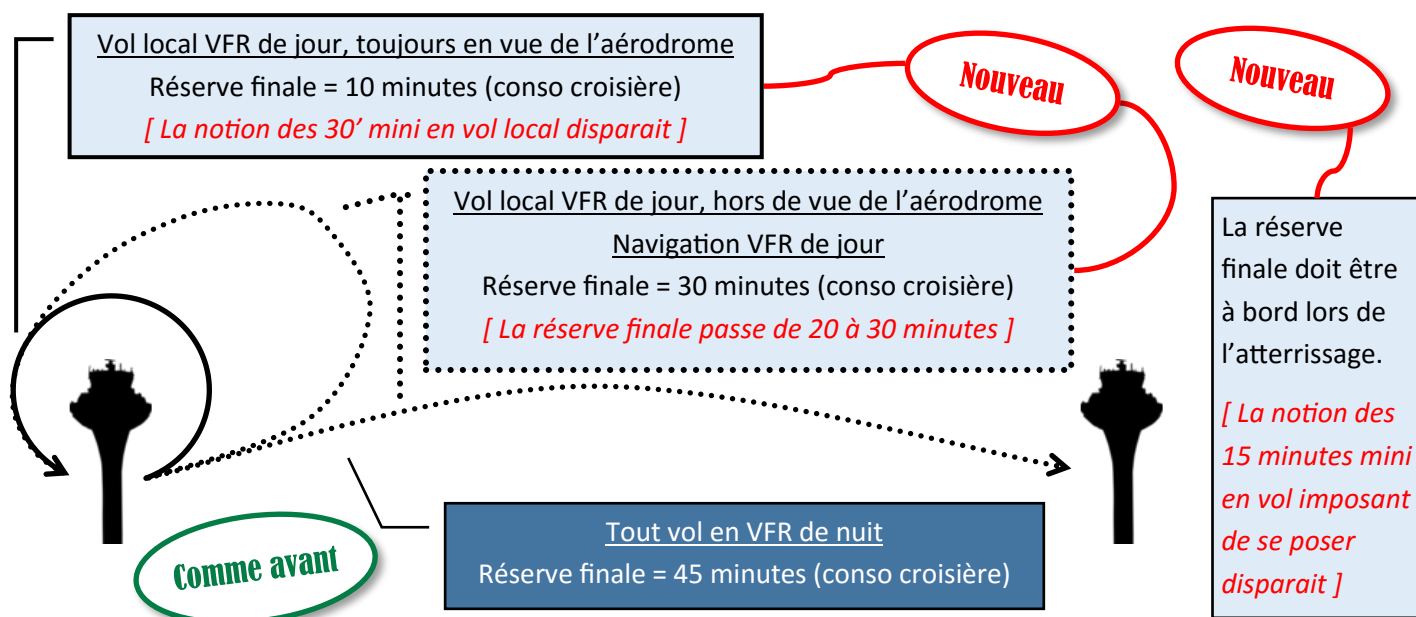 Vol local VFR de jour, toujours en vue de l’aérodrome
Réserve finale = 10 minutes (conso croisière)
[ La notion des 30’ mini en vol local disparait ]
Nouveau
Nouveau
Vol local VFR de jour, hors de vue de l’aérodrome
Navigation VFR de jour
Réserve finale = 30 minutes (conso croisière)
[ La réserve finale passe de 20 à 30 minutes ]
La réserve
finale doit être
à bord lors de
l’atterrissage.
[ La notion des
15 minutes mini
en vol imposant
de se poser
disparait ]
Comme avant
Tout vol en VFR de nuit
Réserve finale = 45 minutes (conso croisière)